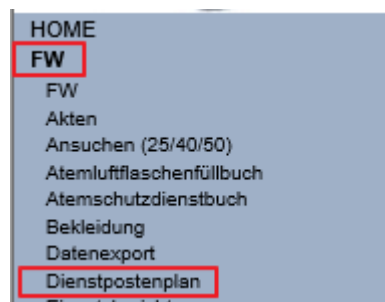 HOME
FW
FW
Akten
Ansuchen (25/40/50)
Atemluftflaschenfüllbuch
Atemschutzdienstbuch
Bekleidung
Datenexport
Dienstpostenplan